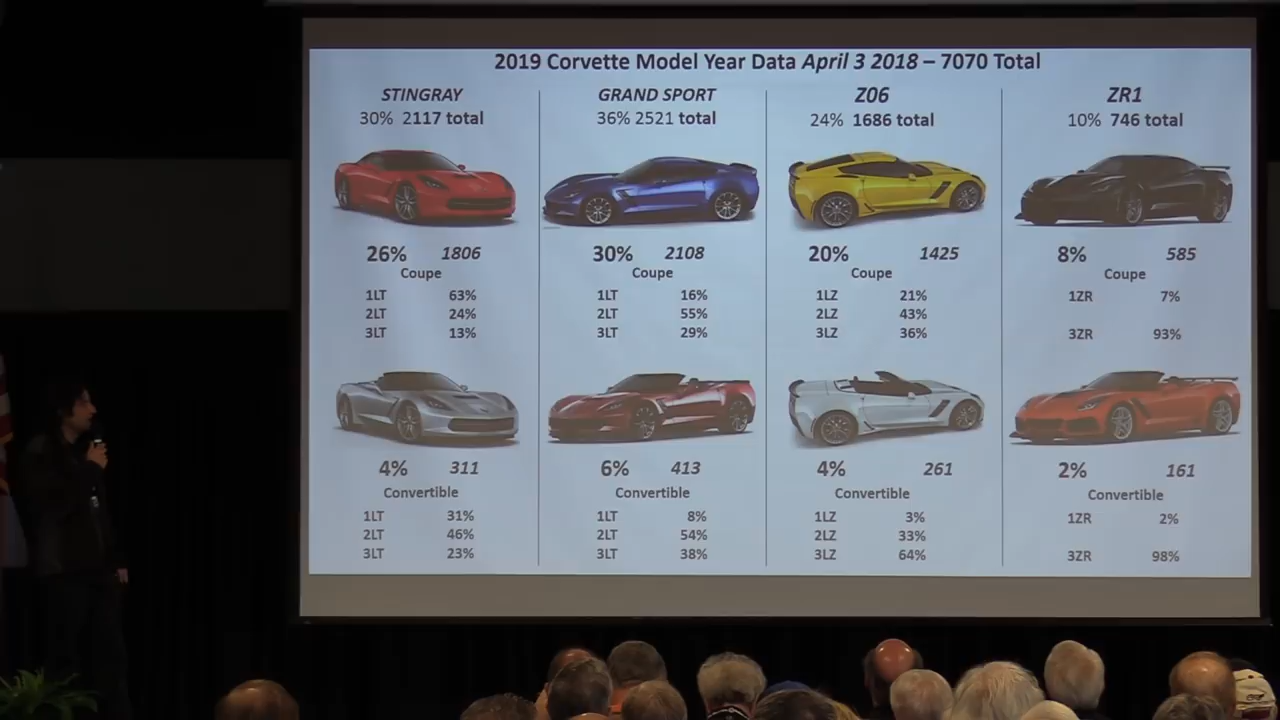 2019 Corvette Model Year Data April 3 2018 – 7070 Total
STINGRAY
30% 2117 total
26% 1806
Coupe
1LT 63%
2LT 24%
3LT 13%
4% 311
Convertible
1LT 31%
2LT 46%
3LT 23%
GRAND SPORT
36% 2521 total
30% 2108
Coupe
1LT 16%
2LT 55%
3LT 29%
6% 413
Convertible
1LT 8%
2LT 54%
3LT 38%
Z06
24% 1686 total
20% 1425
Coupe
1LZ 21%
2LZ 43%
3LZ 36%
4% 261
Convertible
1LZ 3%
2LZ 33%
3LZ 64%
ZR1
10% 746 total
8% 585
Coupe
1ZR 7%
3ZR 93%
2% 161
Convertible
1ZR 2%
3ZR 98%